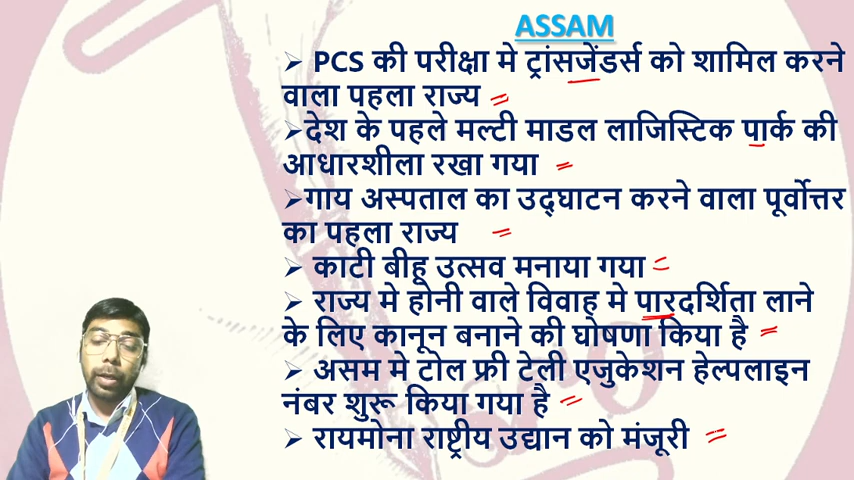 ASSAM
➢ PCS की परीक्षा मे ट्रांसजेंडर्स को शामिल करने
वाला पहला राज्य
➢देश के पहले मल्टी माडल लाजिस्टिक पार्क की
आधारशीला रखा गया
➢गाय अस्पताल का उद्घाटन करने वाला पूर्वोत्तर
का पहला राज्य
➢ काटी बीहू उत्सव मनाया गया
➢ राज्य मे होनी वाले विवाह मे पारदर्शिता लाने
के लिए कानून बनाने की घोषणा किया है
➢ असम मे टोल फ्री टेली एजुकेशन हेल्पलाइन
नंबर शुरू किया गया है
➢ रायमोना राष्ट्रीय उद्यान को मंजूरी